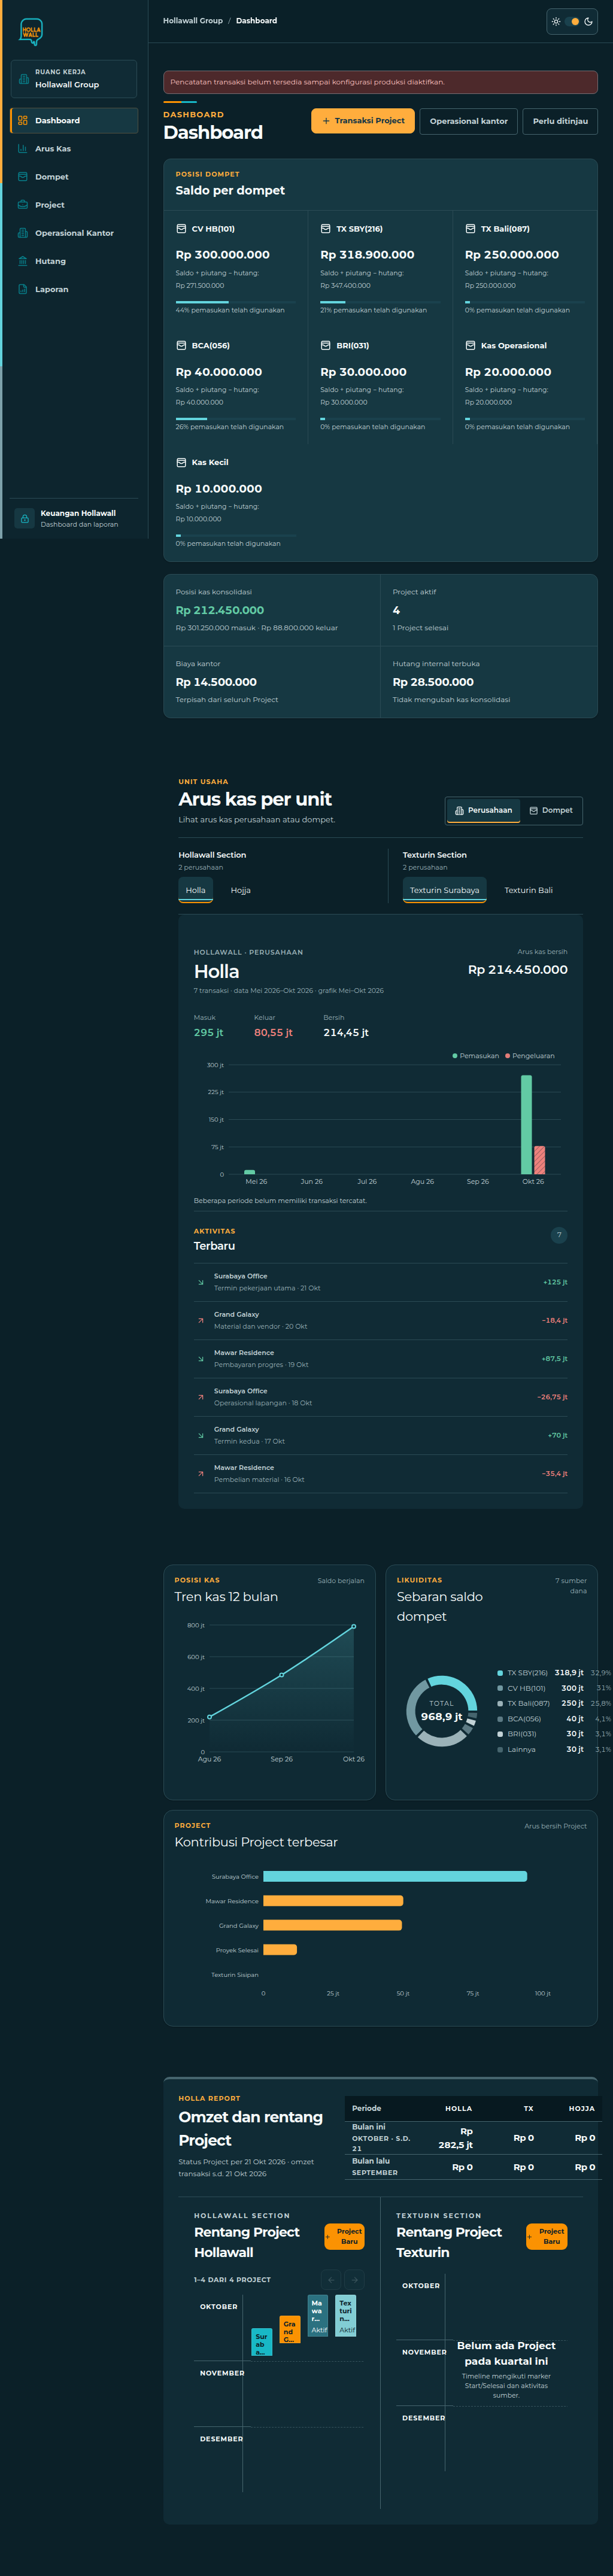 HOLLA
WALL
RUANG KERJA
Hollawall Group
Dashboard
Arus Kas
Dompet
Project
Operasional Kantor
Hutang
Laporan
Keuangan Hollawall
Dashboard dan laporan
Hollawall Group / Dashboard
Pencatatan transaksi belum tersedia sampai konfigurasi produksi diaktifkan.
DASHBOARD
Dashboard
+ Transaksi Project
Operasional kantor
Perlu ditinjau
POSISI DOMPET
Saldo per dompet
CV HB(101)
Rp 300.000.000
Saldo + piutang − hutang:
Rp 271.500.000
44% pemasukan telah digunakan
TX SBY(216)
Rp 318.900.000
Saldo + piutang − hutang:
Rp 347.400.000
21% pemasukan telah digunakan
TX Bali(087)
Rp 250.000.000
Saldo + piutang − hutang:
Rp 250.000.000
0% pemasukan telah digunakan
BCA(056)
Rp 40.000.000
Saldo + piutang − hutang:
Rp 40.000.000
26% pemasukan telah digunakan
BRI(031)
Rp 30.000.000
Saldo + piutang − hutang:
Rp 30.000.000
0% pemasukan telah digunakan
Kas Operasional
Rp 20.000.000
Saldo + piutang − hutang:
Rp 20.000.000
0% pemasukan telah digunakan
Kas Kecil
Rp 10.000.000
Saldo + piutang − hutang:
Rp 10.000.000
0% pemasukan telah digunakan
Posisi kas konsolidasi
Rp 212.450.000
Rp 301.250.000 masuk · Rp 88.800.000 keluar
Project aktif
4
1 Project selesai
Biaya kantor
Rp 14.500.000
Terpisah dari seluruh Project
Hutang internal terbuka
Rp 28.500.000
Tidak mengubah kas konsolidasi
UNIT USAHA
Arus kas per unit
Lihat arus kas perusahaan atau dompet.
Perusahaan
Dompet
Hollawall Section
2 perusahaan
Holla
Hojja
Texturin Section
2 perusahaan
Texturin Surabaya
Texturin Bali
HOLLAWALL · PERUSAHAAN
Holla
7 transaksi · data Mei 2026–Okt 2026 · grafik Mei–Okt 2026
Arus kas bersih
Rp 214.450.000
Masuk
295 jt
Keluar
80,55 jt
Bersih
214,45 jt
Pemasukan
Pengeluaran
300 jt
225 jt
150 jt
75 jt
0
Mei 26
Jun 26
Jul 26
Agu 26
Sep 26
Okt 26
Beberapa periode belum memiliki transaksi tercatat.
AKTIVITAS
Terbaru
7
Surabaya Office
Termin pekerjaan utama · 21 Okt
+125 jt
Grand Galaxy
Material dan vendor · 20 Okt
−18,4 jt
Mawar Residence
Pembayaran progres · 19 Okt
+87,5 jt
Surabaya Office
Operasional lapangan · 18 Okt
−26,75 jt
Grand Galaxy
Termin kedua · 17 Okt
+70 jt
Mawar Residence
Pembelian material · 16 Okt
−35,4 jt
POSISI KAS
Saldo berjalan
Tren kas 12 bulan
800 jt
600 jt
400 jt
200 jt
0
Agu 26
Sep 26
Okt 26
LIKUIDITAS
7 sumber
dana
Sebaran saldo
dompet
TOTAL
968,9 jt
TX SBY(216) 318,9 jt 32,9%
CV HB(101) 300 jt 31%
TX Bali(087) 250 jt 25,8%
BCA(056) 40 jt 4,1%
BRI(031) 30 jt 3,1%
Lainnya 30 jt 3,1%
PROJECT
Arus bersih Project
Kontribusi Project terbesar
Surabaya Office
Mawar Residence
Grand Galaxy
Proyek Selesai
Texturin Sisipan
0
25 jt
50 jt
75 jt
100 jt
HOLLA REPORT
Omzet dan rentang
Project
Status Project per 21 Okt 2026 · omzet
transaksi s.d. 21 Okt 2026
Periode HOLLA TX HOJJA
Bulan ini
OKTOBER · S.D.
21
Rp
282,5 jt
Rp 0
Rp 0
Bulan lalu
SEPTEMBER
Rp 0
Rp 0
Rp 0
HOLLAWALL SECTION
Rentang Project
Hollawall
+ Project
Baru
1–4 DARI 4 PROJECT
OKTOBER
NOVEMBER
DESEMBER
Sur
ab
a...
Gra
nd
G...
Ma
wa
r...
Aktif
Tex
turi
n...
Aktif
TEXTURIN SECTION
Rentang Project
Texturin
+ Project
Baru
OKTOBER
NOVEMBER
DESEMBER
Belum ada Project
pada kuartal ini
Timeline mengikuti marker
Start/Selesai dan aktivitas
sumber.